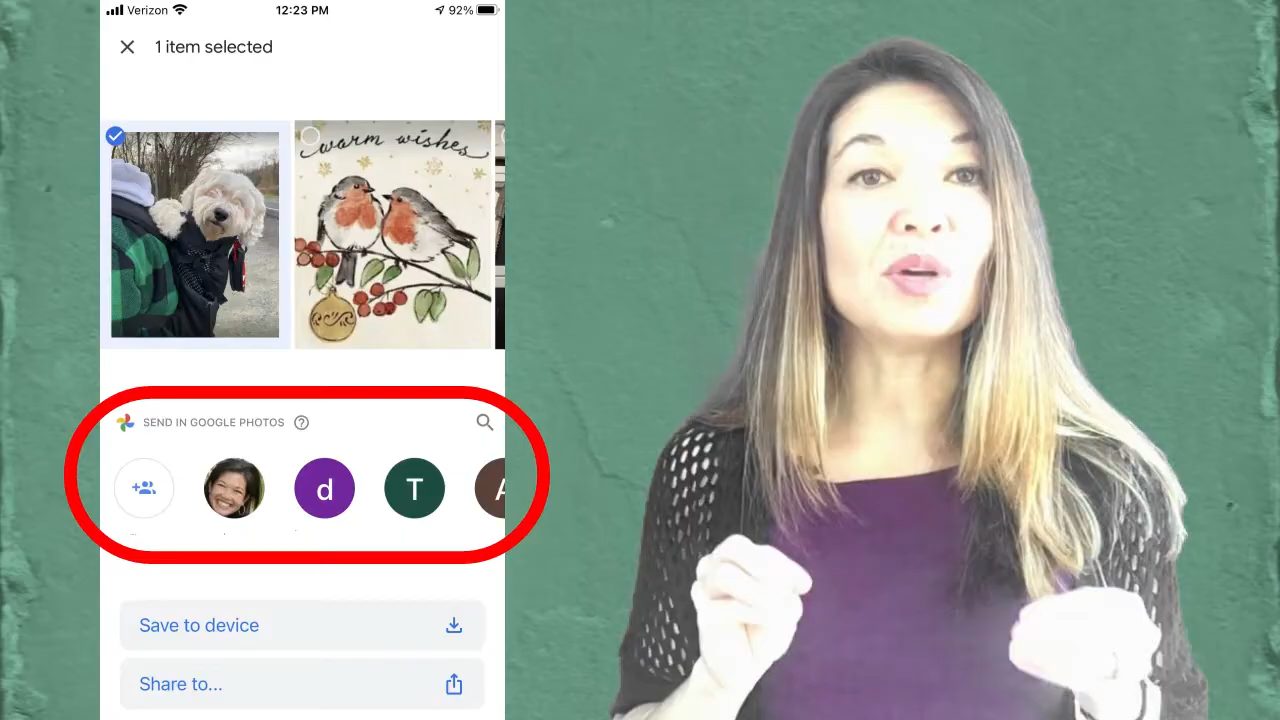 Verizon 12:23 PM 92%
1 item selected
warm wishes
SEND IN GOOGLE PHOTOS ?
d T A
Save to device
Share to...